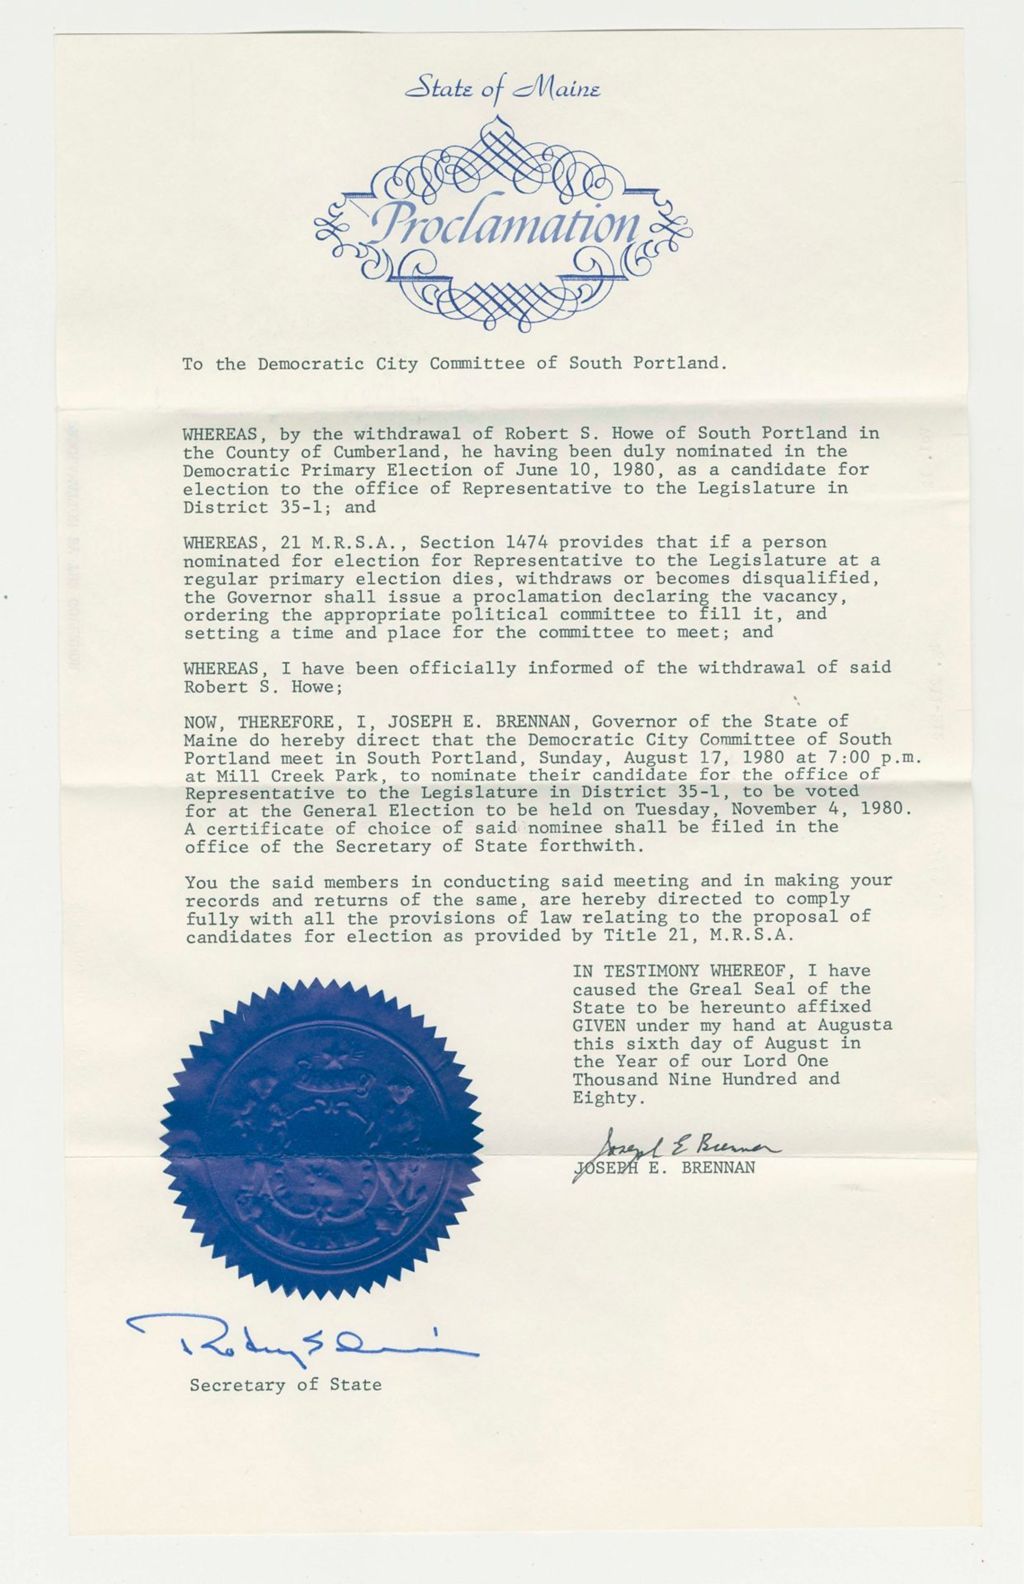 State of Maine
Proclamation
To the Democratic City Committee of South Portland.
WHEREAS, by the withdrawal of Robert S. Howe of South Portland in
the County of Cumberland, he having been duly nominated in the
Democratic Primary Election of June 10, 1980, as a candidate for
election to the office of Representative to the Legislature in
District 35-1; and
WHEREAS, 21 M.R.S.A., Section 1474 provides that if a person
nominated for election for Representative to the Legislature at a
regular primary election dies, withdraws or becomes disqualified,
the Governor shall issue a proclamation declaring the vacancy,
ordering the appropriate political committee to fill it, and
setting a time and place for the committee to meet; and
WHEREAS, I have been officially informed of the withdrawal of said
Robert S. Howe;
NOW, THEREFORE, I, JOSEPH E. BRENNAN, Governor of the State of
Maine do hereby direct that the Democratic City Committee of South
Portland meet in South Portland, Sunday, August 17, 1980 at 7:00 p.m.
at Mill Creek Park, to nominate their candidate for the office of
Representative to the Legislature in District 35-1, to be voted
for at the General Election to be held on Tuesday, November 4, 1980.
A certificate of choice of said nominee shall be filed in the
office of the Secretary of State forthwith.
You the said members in conducting said meeting and in making your
records and returns of the same, are hereby directed to comply
fully with all the provisions of law relating to the proposal of
candidates for election as provided by Title 21, M.R.S.A.
IN TESTIMONY WHEREOF, I have
caused the Greal Seal of the
State to be hereunto affixed
GIVEN under my hand at Augusta
this sixth day of August in
the Year of our Lord One
Thousand Nine Hundred and
Eighty.
Joseph E Brennan
JOSEPH E. BRENNAN
Secretary of State